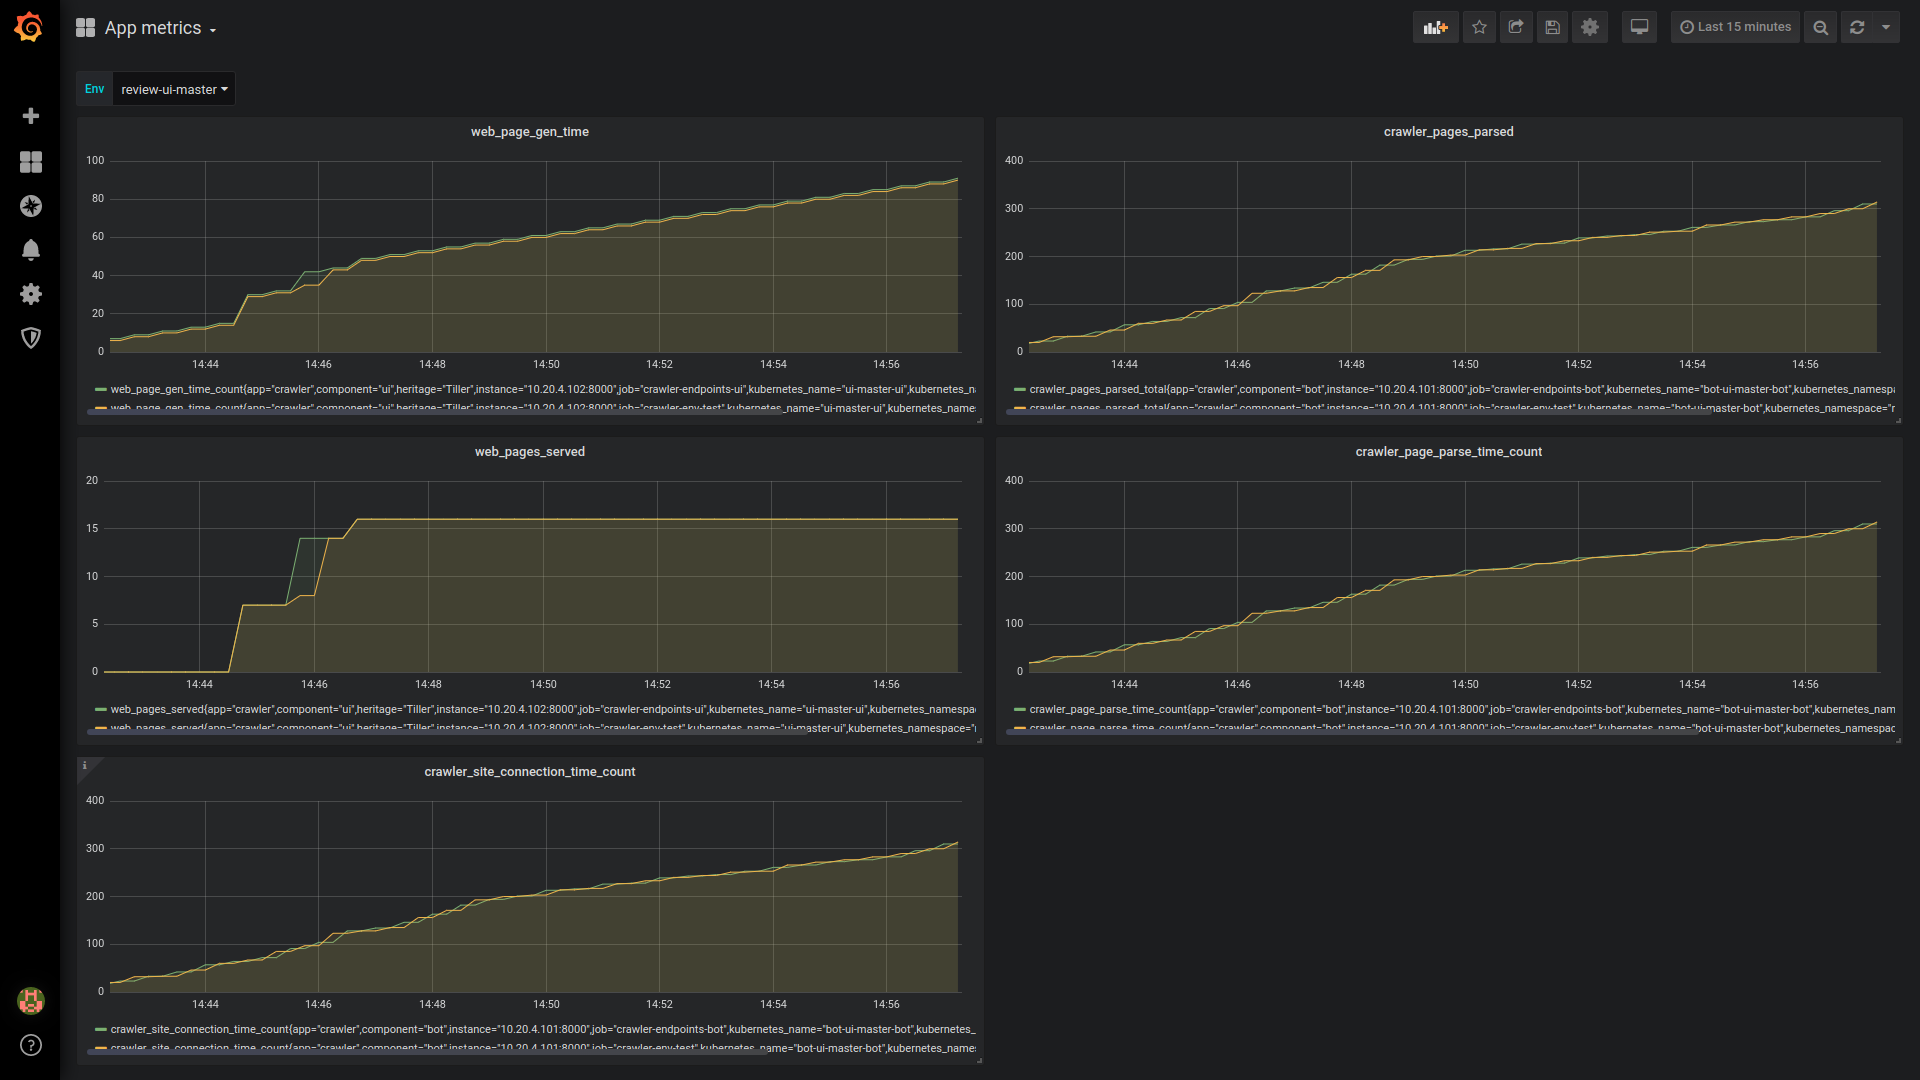 App metrics
Last 15 minutes
Env review-ui-master
web_page_gen_time
100
80
60
40
20
0
14:44 14:46 14:48 14:50 14:52 14:54 14:56
web_page_gen_time_count{app="crawler",component="ui",heritage="Tiller",instance="10.20.4.102:8000",job="crawler-endpoints-ui",kubernetes_name="ui-master-ui",kubernetes_n
web_page_gen_time_count{app="crawler",component="ui",heritage="Tiller",instance="10.20.4.102:8000",job="crawler-env-test",kubernetes_name="ui-master-ui",kubernetes_name
crawler_pages_parsed
400
300
200
100
0
14:44 14:46 14:48 14:50 14:52 14:54 14:56
crawler_pages_parsed_total{app="crawler",component="bot",instance="10.20.4.101:8000",job="crawler-endpoints-bot",kubernetes_name="bot-ui-master-bot",kubernetes_namespa
crawler_pages_parsed_total{app="crawler",component="bot",instance="10.20.4.101:8000",job="crawler-env-test",kubernetes_name="bot-ui-master-bot",kubernetes_namespace="r
web_pages_served
20
15
10
5
0
14:44 14:46 14:48 14:50 14:52 14:54 14:56
web_pages_served{app="crawler",component="ui",heritage="Tiller",instance="10.20.4.102:8000",job="crawler-endpoints-ui",kubernetes_name="ui-master-ui",kubernetes_namespa
web_pages_served{app="crawler",component="ui",heritage="Tiller",instance="10.20.4.102:8000",job="crawler-env-test",kubernetes_name="ui-master-ui",kubernetes_namespace="r
crawler_page_parse_time_count
400
300
200
100
0
14:44 14:46 14:48 14:50 14:52 14:54 14:56
crawler_page_parse_time_count{app="crawler",component="bot",instance="10.20.4.101:8000",job="crawler-endpoints-bot",kubernetes_name="bot-ui-master-bot",kubernetes_nam
crawler_page_parse_time_count{app="crawler",component="bot",instance="10.20.4.101:8000",job="crawler-env-test",kubernetes_name="bot-ui-master-bot",kubernetes_namespac
i
crawler_site_connection_time_count
400
300
200
100
0
14:44 14:46 14:48 14:50 14:52 14:54 14:56
crawler_site_connection_time_count{app="crawler",component="bot",instance="10.20.4.101:8000",job="crawler-endpoints-bot",kubernetes_name="bot-ui-master-bot",kubernetes_
crawler_site_connection_time_count{app="crawler",component="bot",instance="10.20.4.101:8000",job="crawler-env-test",kubernetes_name="bot-ui-master-bot",kubernetes_name